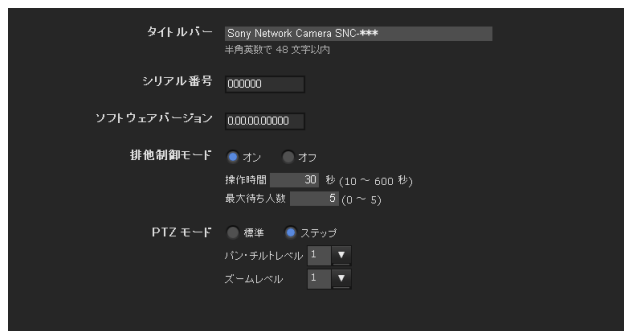 タイトルバー Sony Network Camera SNC-***
半角英数で 48 文字以内
シリアル番号 000000
ソフトウェアバージョン 0.00.00.00000
排他制御モード オン オフ
操作時間 30 秒 (10 ～ 600 秒)
最大待ち人数 5 (0 ～ 5)
PTZ モード 標準 ステップ
パン・チルトレベル 1 ▼
ズームレベル 1 ▼